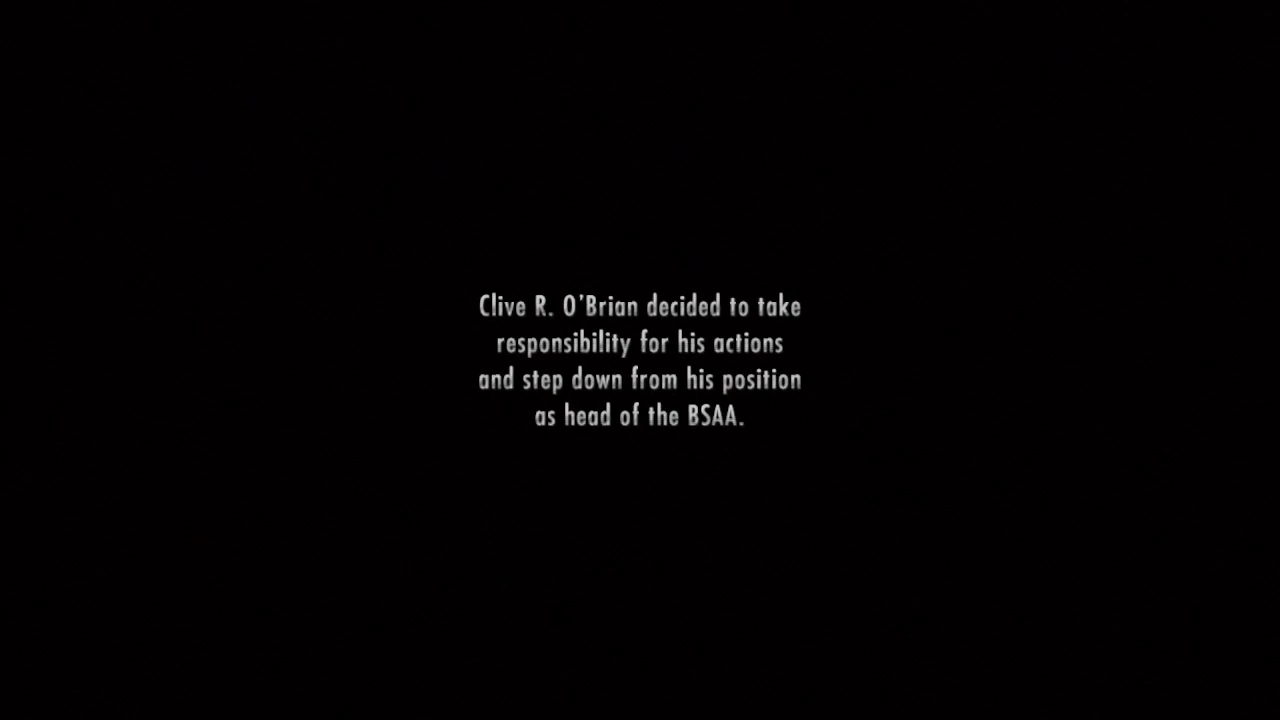 Clive R. O'Brian decided to take
responsibility for his actions
and step down from his position
as head of the BSAA.